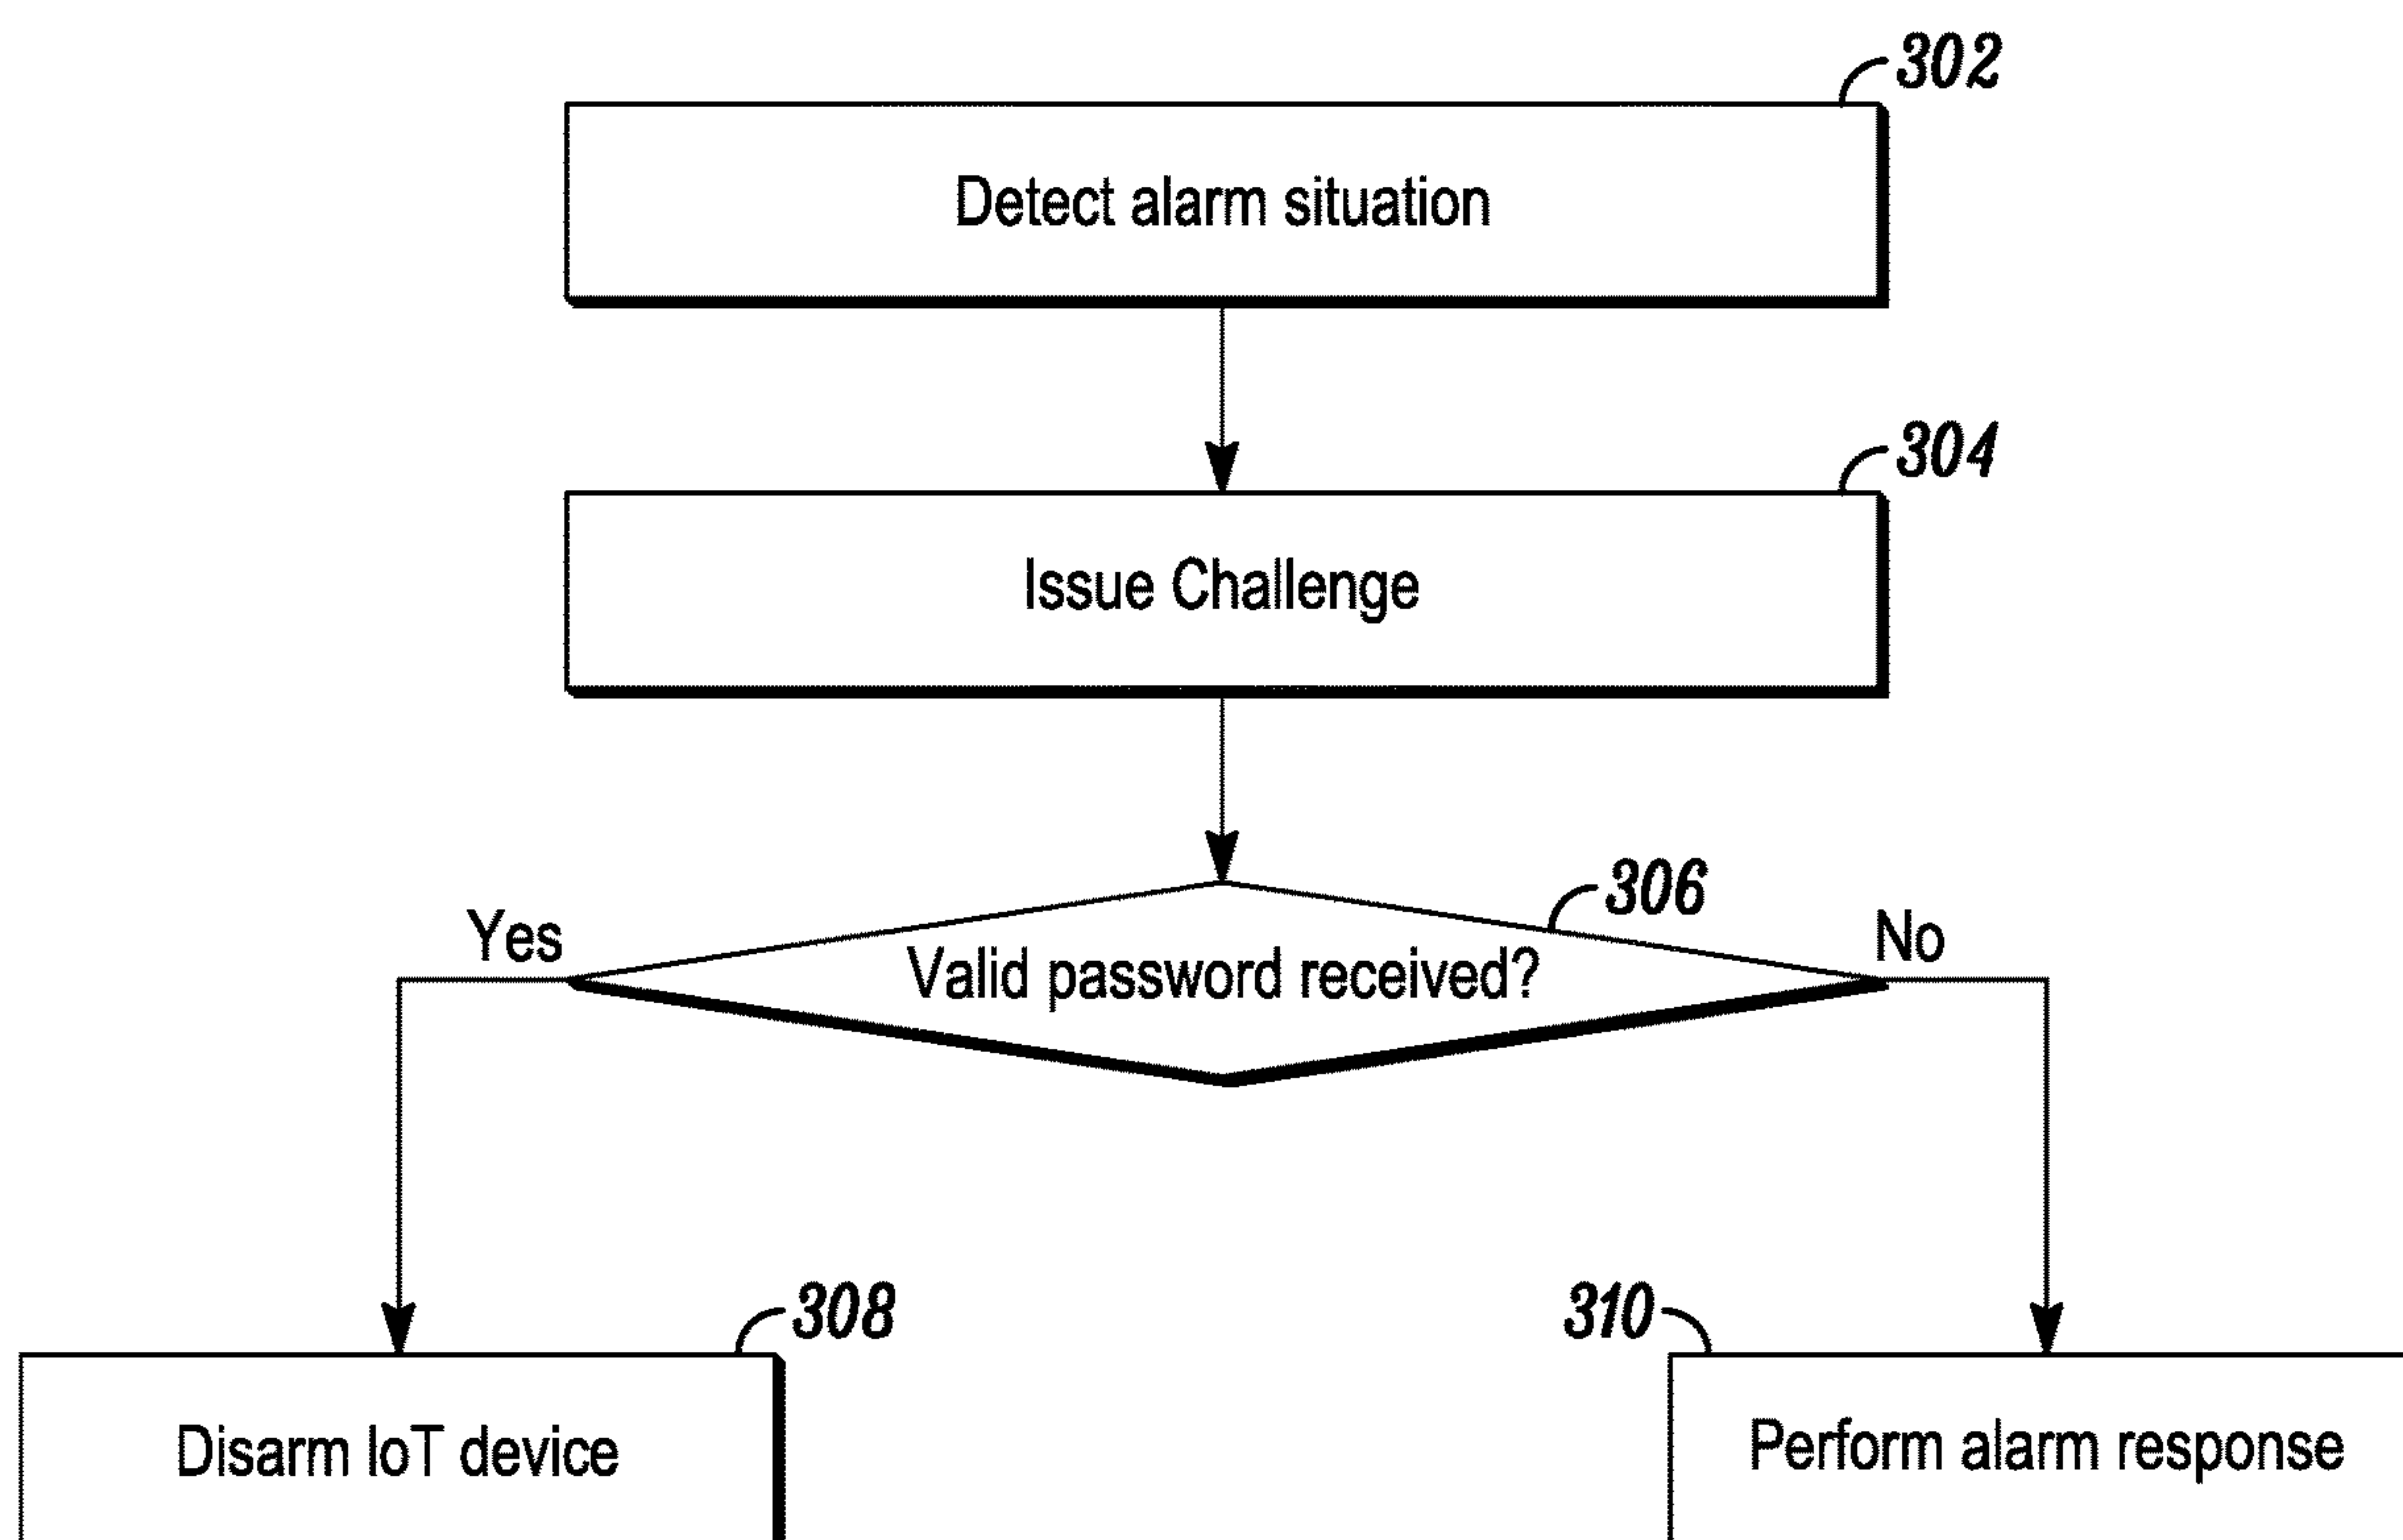 302
Detect alarm situation
304
Issue Challenge
306
Yes
No
Valid password received?
308
310
Disarm IoT device
Perform alarm response